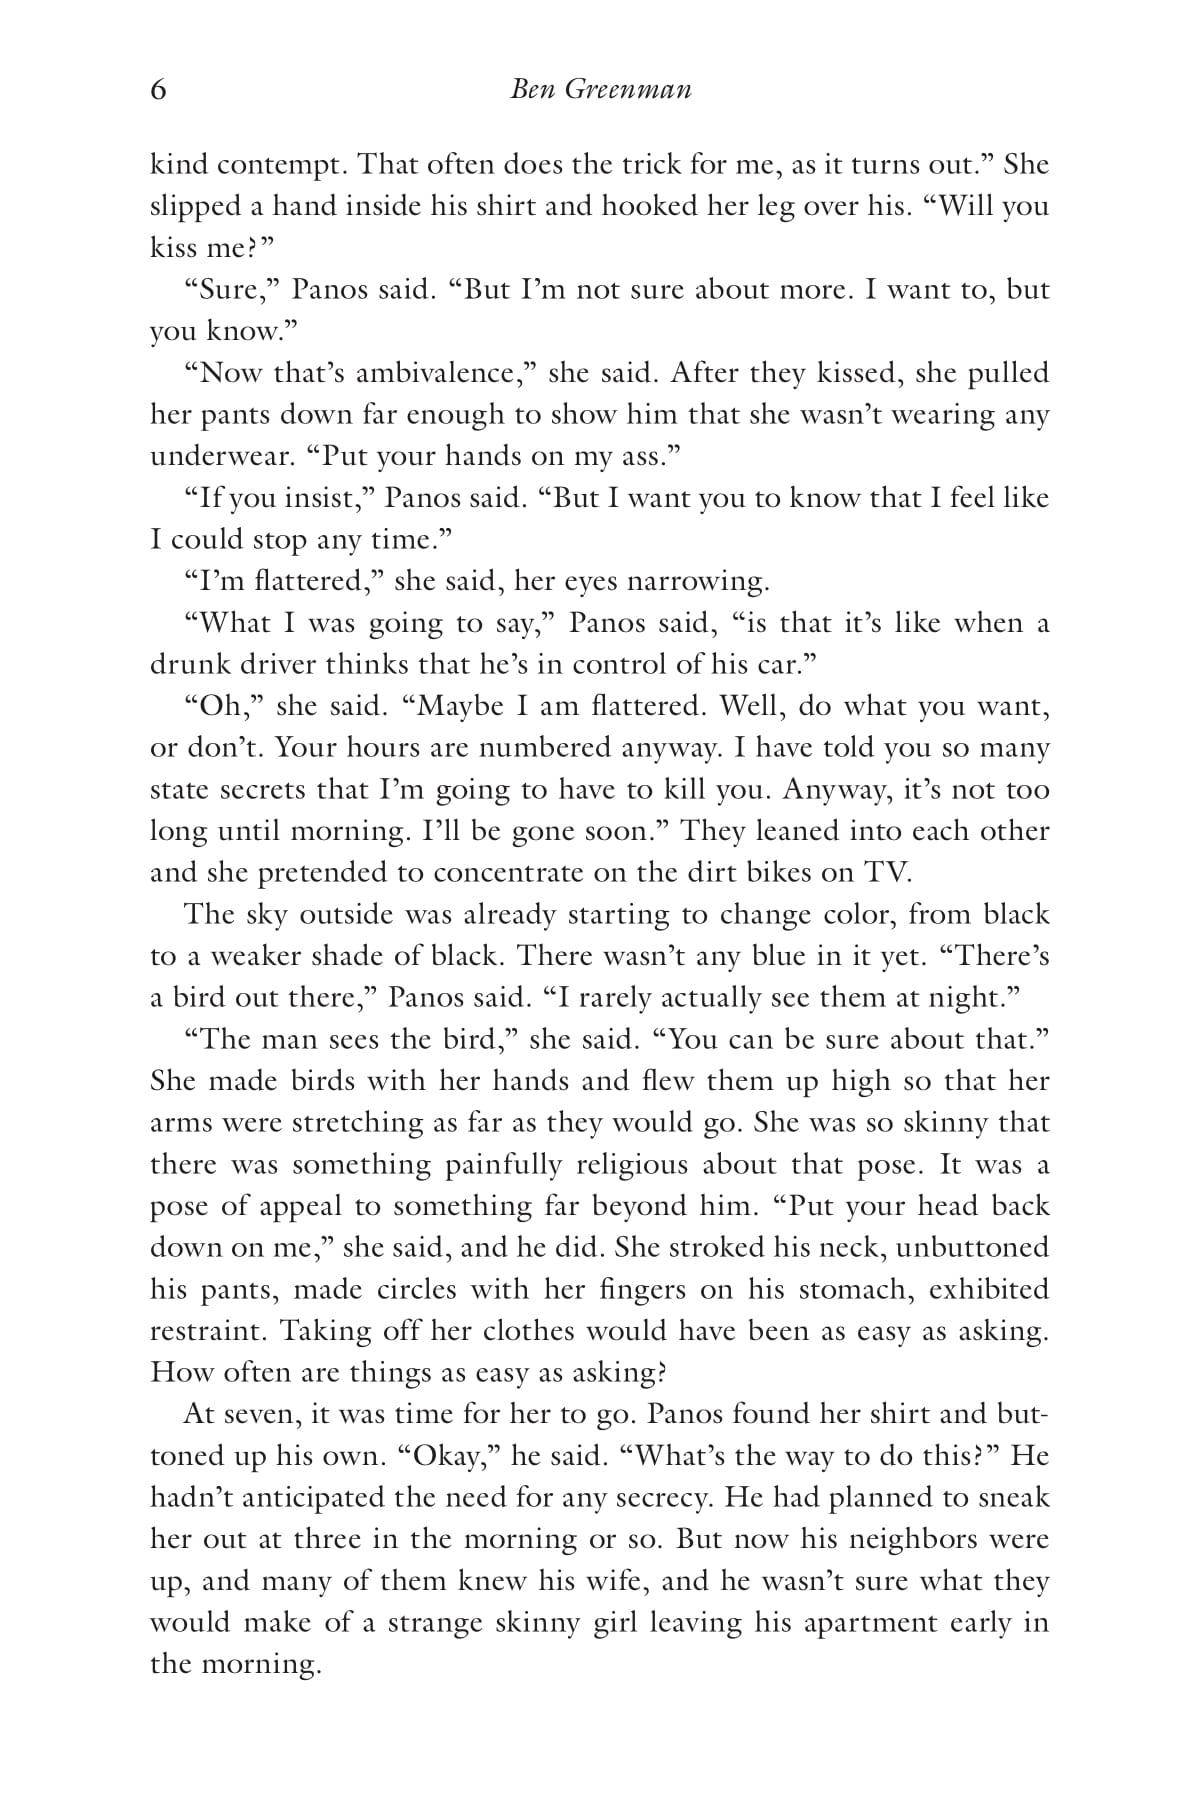 6
Ben Greenman
kind contempt. That often does the trick for me, as it turns out.” She
slipped a hand inside his shirt and hooked her leg over his. “Will you
kiss me?”
“Sure,” Panos said. “But I’m not sure about more. I want to, but
you know.”
“Now that’s ambivalence,” she said. After they kissed, she pulled
her pants down far enough to show him that she wasn’t wearing any
underwear. “Put your hands on my ass.”
“If you insist,” Panos said. “But I want you to know that I feel like
I could stop any time.”
“I’m flattered,” she said, her eyes narrowing.
“What I was going to say,” Panos said, “is that it’s like when a
drunk driver thinks that he’s in control of his car.”
“Oh,” she said. “Maybe I am flattered. Well, do what you want,
or don’t. Your hours are numbered anyway. I have told you so many
state secrets that I’m going to have to kill you. Anyway, it’s not too
long until morning. I’ll be gone soon.” They leaned into each other
and she pretended to concentrate on the dirt bikes on TV.
The sky outside was already starting to change color, from black
to a weaker shade of black. There wasn’t any blue in it yet. “There’s
a bird out there,” Panos said. “I rarely actually see them at night.”
“The man sees the bird,” she said. “You can be sure about that.”
She made birds with her hands and flew them up high so that her
arms were stretching as far as they would go. She was so skinny that
there was something painfully religious about that pose. It was a
pose of appeal to something far beyond him. “Put your head back
down on me,” she said, and he did. She stroked his neck, unbuttoned
his pants, made circles with her fingers on his stomach, exhibited
restraint. Taking off her clothes would have been as easy as asking.
How often are things as easy as asking?
At seven, it was time for her to go. Panos found her shirt and but-
toned up his own. “Okay,” he said. “What’s the way to do this?” He
hadn’t anticipated the need for any secrecy. He had planned to sneak
her out at three in the morning or so. But now his neighbors were
up, and many of them knew his wife, and he wasn’t sure what they
would make of a strange skinny girl leaving his apartment early in
the morning.